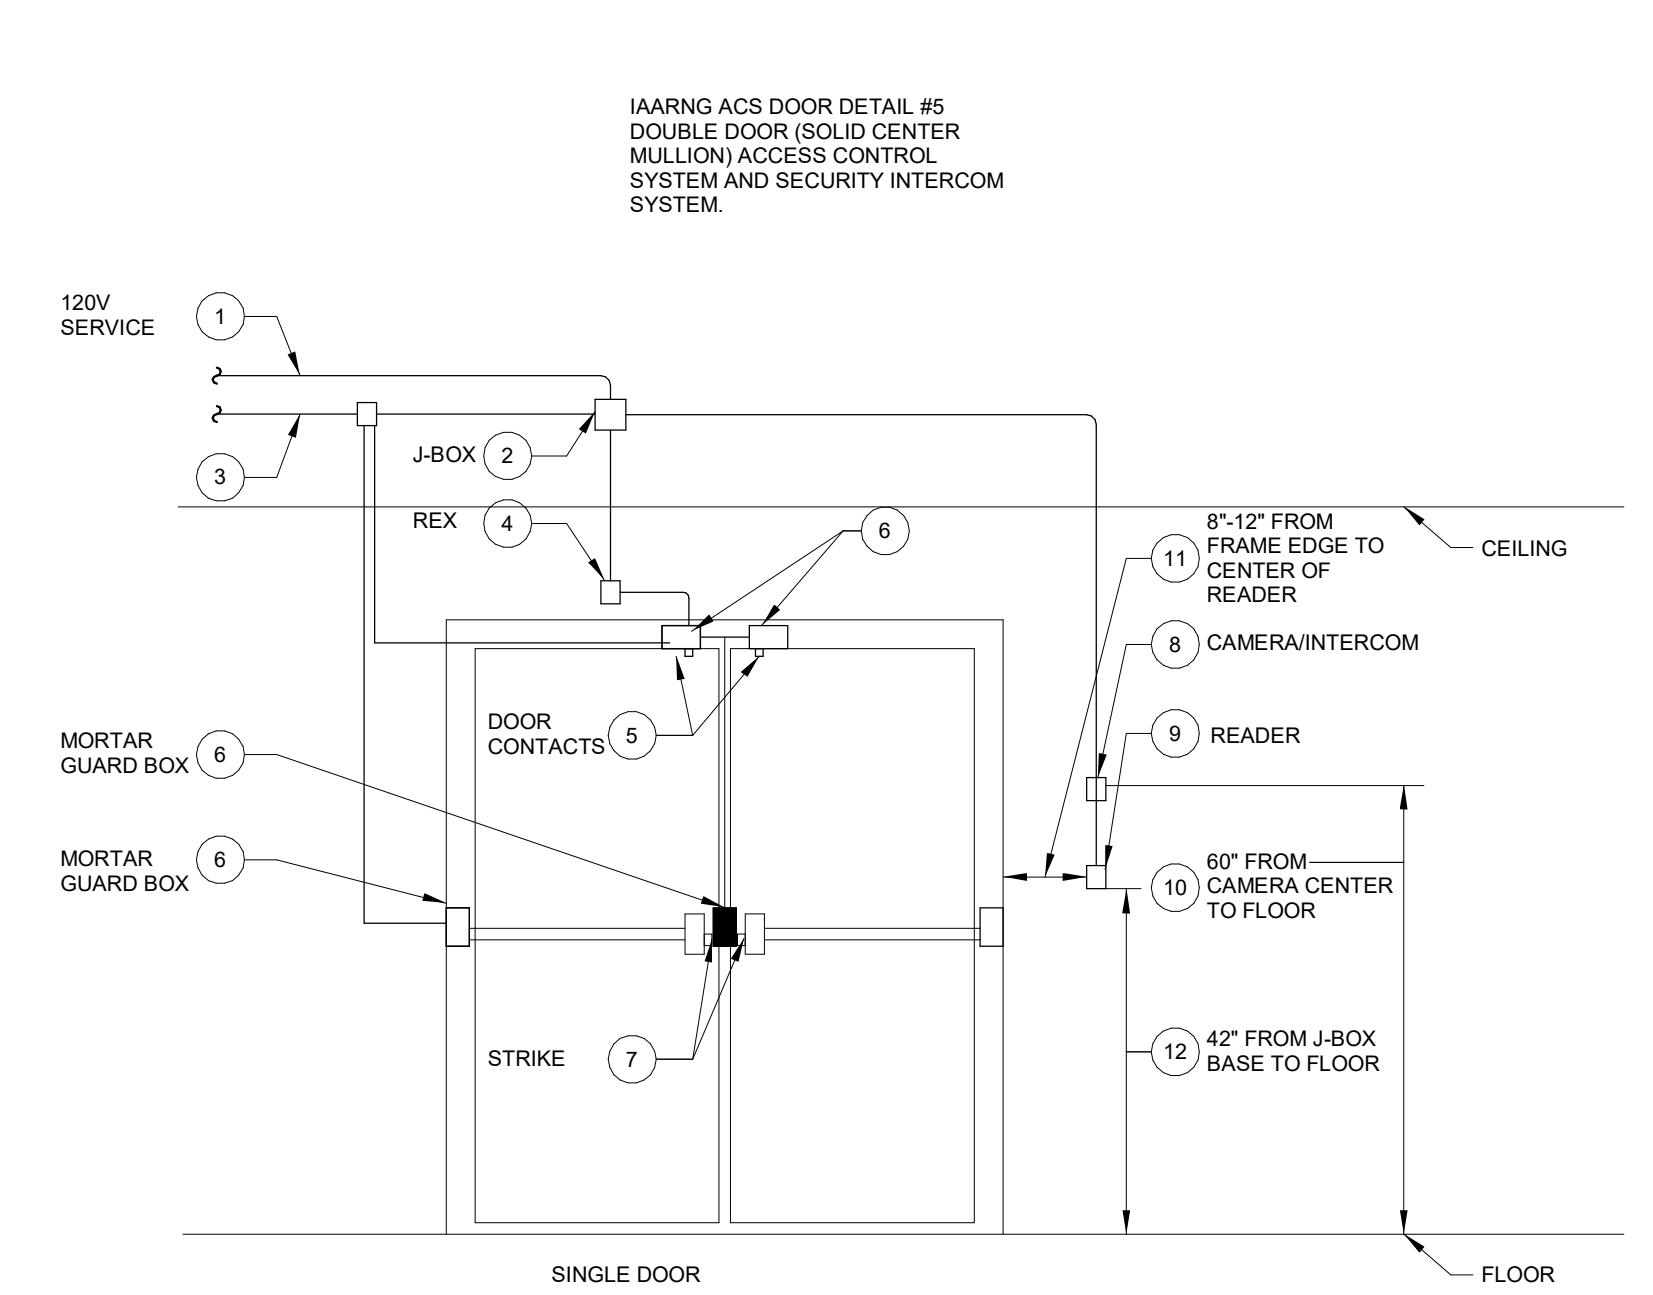 IAARNG ACS DOOR DETAIL #5
DOUBLE DOOR (SOLID CENTER
MULLION) ACCESS CONTROL
SYSTEM AND SECURITY INTERCOM
SYSTEM.
120V
SERVICE
1
3
J-BOX
2
REX
4
6
11
8"-12" FROM
FRAME EDGE TO
CENTER OF
READER
CEILING
8
CAMERA/INTERCOM
9
READER
DOOR
CONTACTS
5
MORTAR
GUARD BOX
6
MORTAR
GUARD BOX
6
10
60" FROM
CAMERA CENTER
TO FLOOR
STRIKE
7
12
42" FROM J-BOX
BASE TO FLOOR
SINGLE DOOR
FLOOR